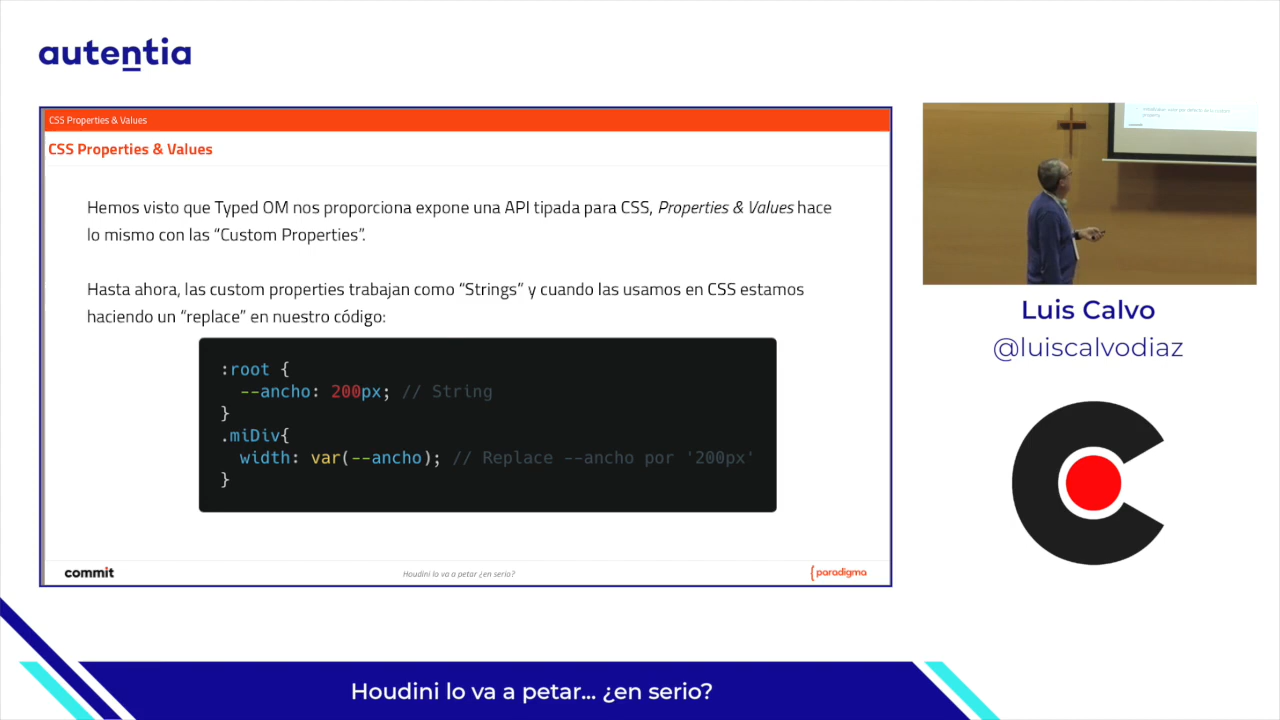 autentia
CSS Properties & Values
CSS Properties & Values
Hemos visto que Typed OM nos proporciona expone una API tipada para CSS, Properties & Values hace
lo mismo con las “Custom Properties”.
Hasta ahora, las custom properties trabajan como “Strings” y cuando las usamos en CSS estamos
haciendo un “replace” en nuestro código:
:root {
--ancho: 200px; // String
}
.miDiv{
width: var(--ancho); // Replace --ancho por '200px'
}
commit
Houdini lo va a petar ¿en serio?
{paradigma
Luis Calvo
@luiscalvodiaz
Houdini lo va a petar... ¿en serio?